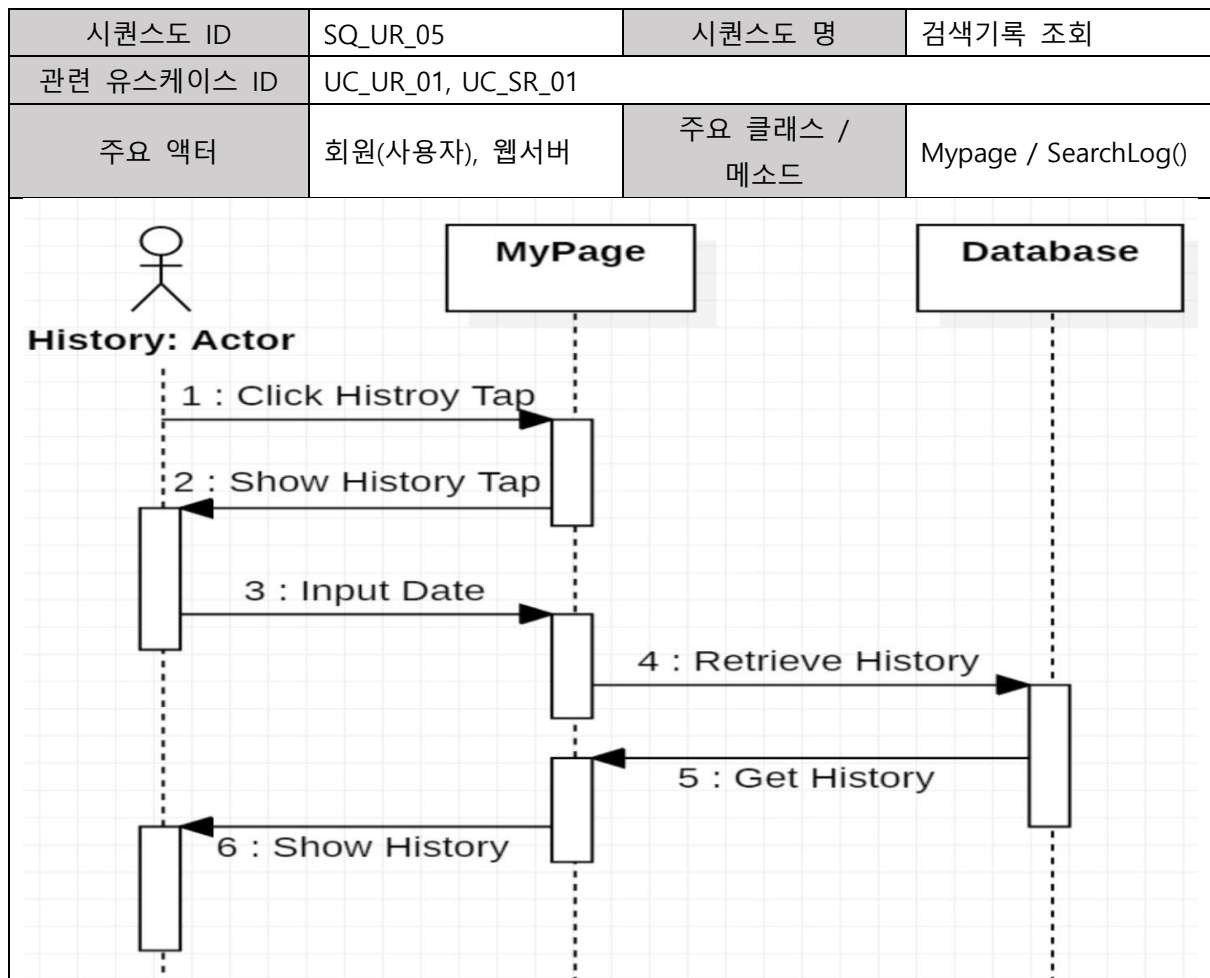 시퀀스도 ID SQ_UR_05 시퀀스도 명 검색기록 조회
관련 유스케이스 ID UC_UR_01, UC_SR_01
주요 액터 회원(사용자), 웹서버 주요 클래스 /
메소드 Mypage / SearchLog()
MyPage Database
History: Actor
1 : Click Histroy Tap
2 : Show History Tap
3 : Input Date
4 : Retrieve History
5 : Get History
6 : Show History